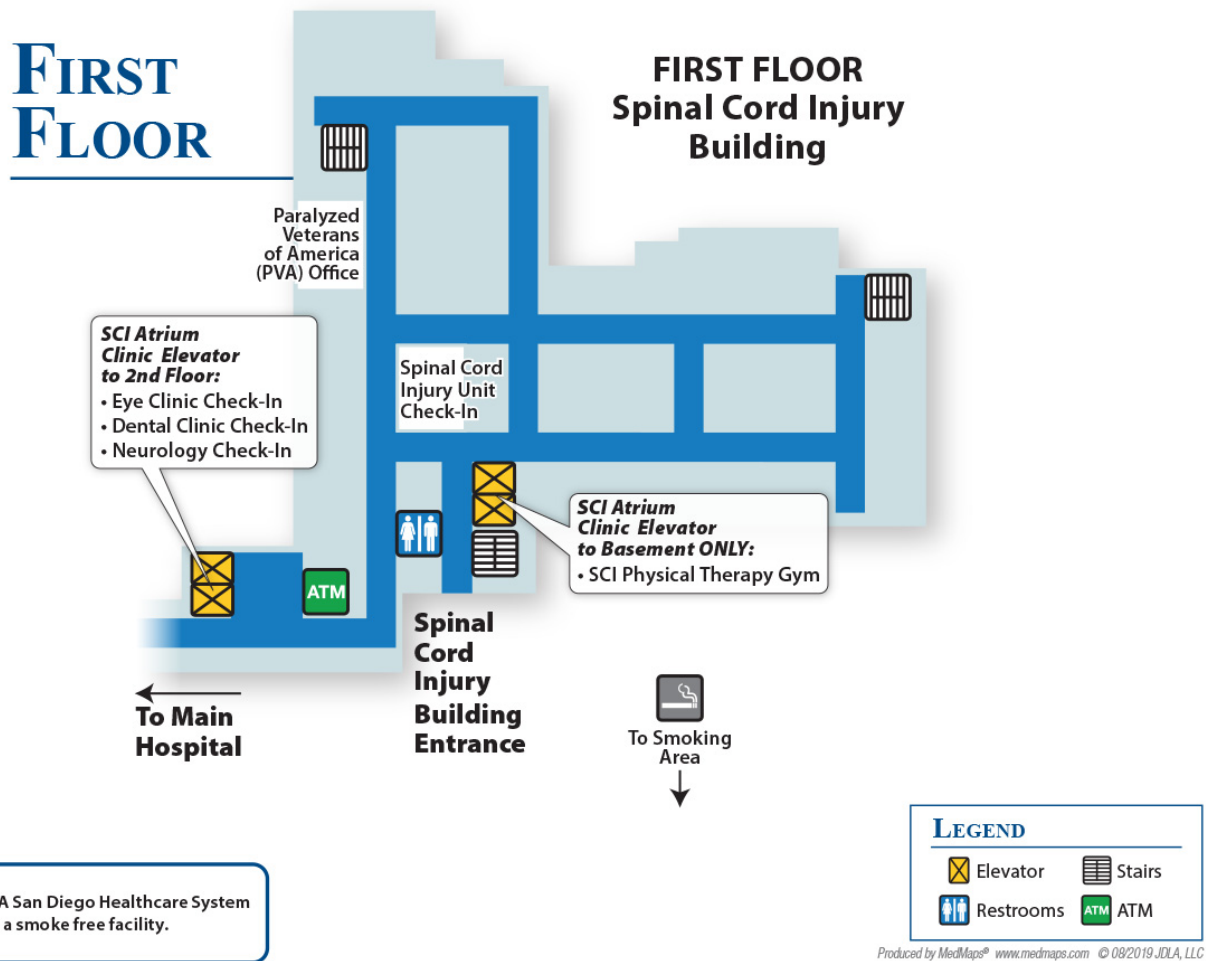 FIRST
FLOOR
FIRST FLOOR
Spinal Cord Injury
Building
Paralyzed
Veterans
of America
(PVA) Office
SCI Atrium
Clinic Elevator
to 2nd Floor:
• Eye Clinic Check-In
• Dental Clinic Check-In
• Neurology Check-In
Spinal Cord
Injury Unit
Check-In
SCI Atrium
Clinic Elevator
to Basement ONLY:
• SCI Physical Therapy Gym
ATM
Spinal
Cord
Injury
Building
Entrance
To Main
Hospital
To Smoking
Area
LEGEND
Elevator
Stairs
Restrooms
ATM ATM
A San Diego Healthcare System
a smoke free facility.
Produced by MedMaps® www.medmaps.com © 08/2019 JDLA, LLC